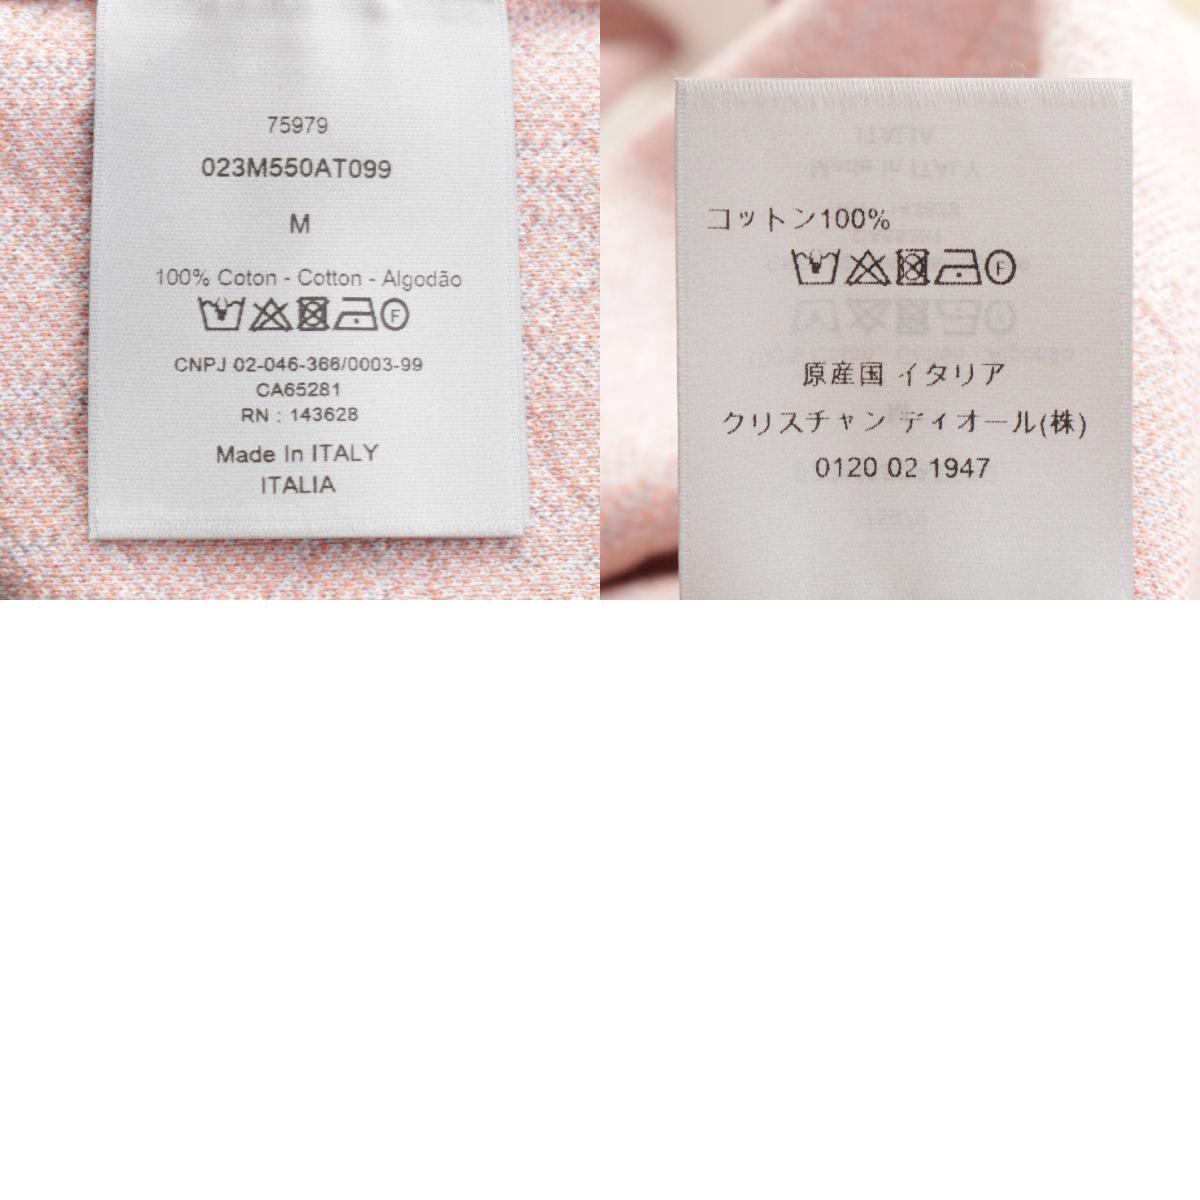 75979
023M550AT099
M
100% Coton - Cotton - Algodão
F
CNPJ 02-046-366/0003-99
CA65281
RN : 143628
Made In ITALY
ITALIA
コットン100%
F
原産国 イタリア
クリスチャン ディオール(株)
0120 02 1947